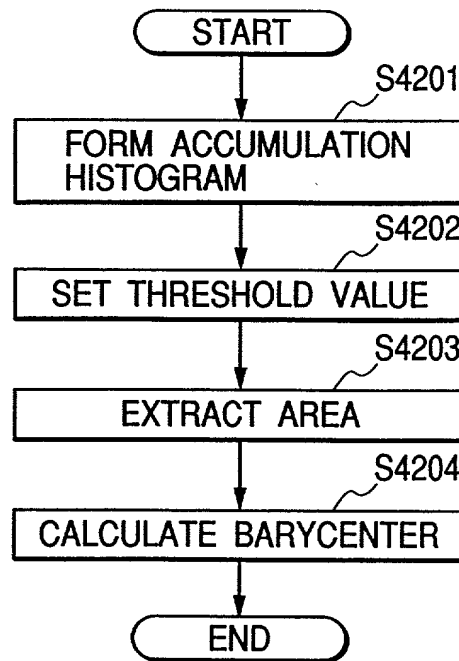 START
S4201
FORM ACCUMULATION
HISTOGRAM
S4202
SET THRESHOLD VALUE
S4203
EXTRACT AREA
S4204
CALCULATE BARYCENTER
END